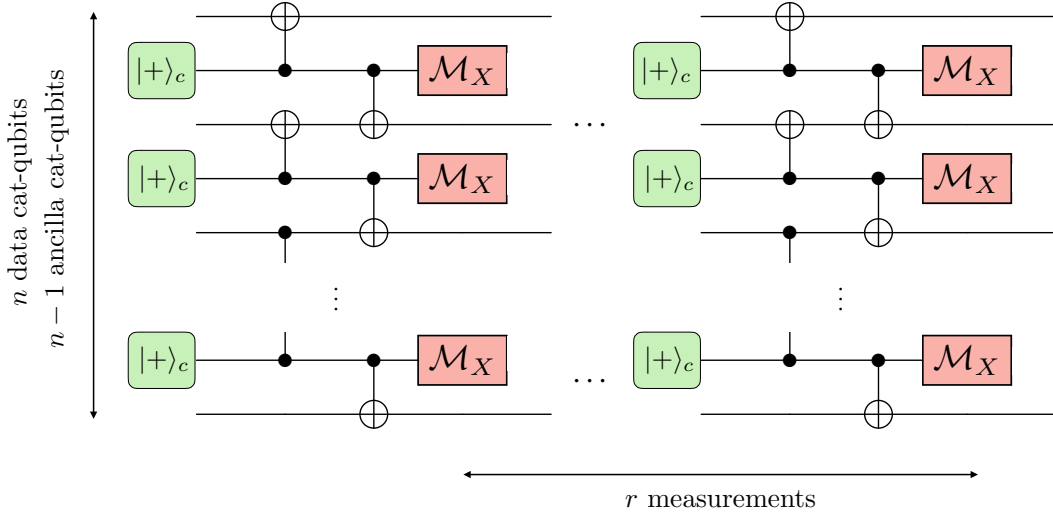 |+⟩c M_X |+⟩c M_X
...
|+⟩c M_X |+⟩c M_X
⋮ ⋮
|+⟩c M_X ... |+⟩c M_X
n data cat-qubits
n − 1 ancilla cat-qubits
r measurements